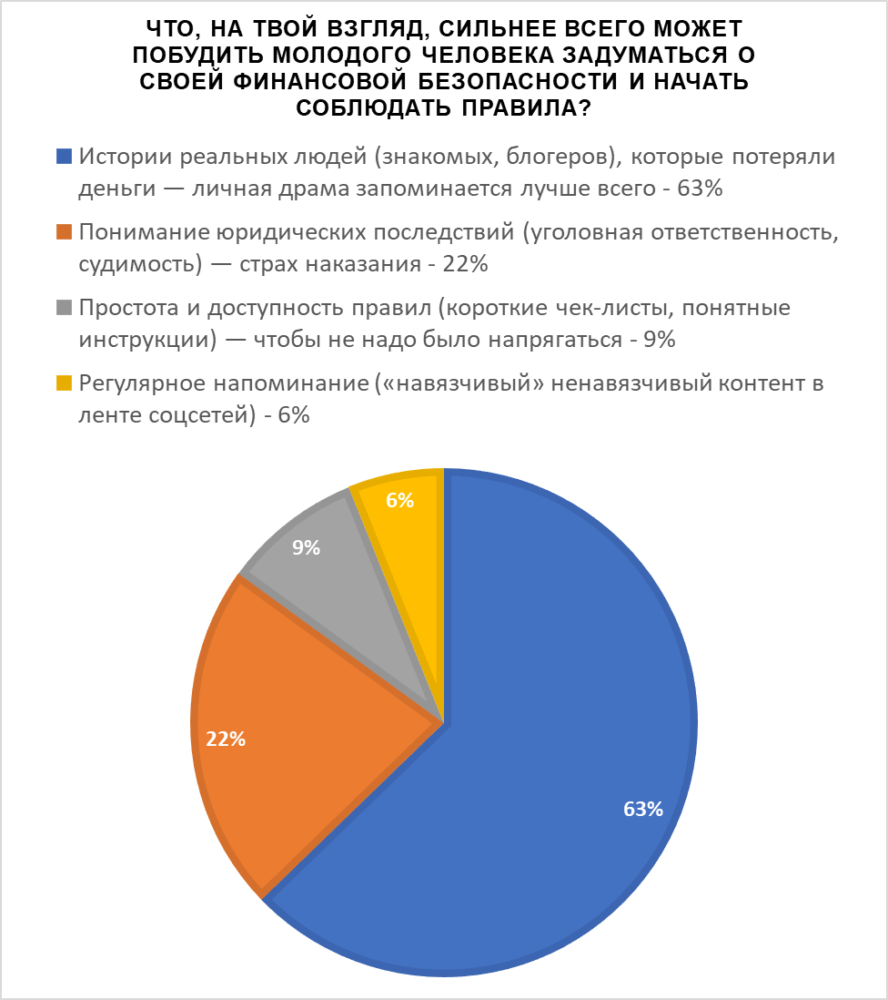 ЧТО, НА ТВОЙ ВЗГЛЯД, СИЛЬНЕЕ ВСЕГО МОЖЕТ
ПОБУДИТЬ МОЛОДОГО ЧЕЛОВЕКА ЗАДУМАТЬСЯ О
СВОЕЙ ФИНАНСОВОЙ БЕЗОПАСНОСТИ И НАЧАТЬ
СОБЛЮДАТЬ ПРАВИЛА?
Истории реальных людей (знакомых, блогеров), которые потеряли
деньги — личная драма запоминается лучше всего - 63%
Понимание юридических последствий (уголовная ответственность,
судимость) — страх наказания - 22%
Простота и доступность правил (короткие чек-листы, понятные
инструкции) — чтобы не надо было напрягаться - 9%
Регулярное напоминание («навязчивый» ненавязчивый контент в
ленте соцсетей) - 6%
6%
9%
22%
63%